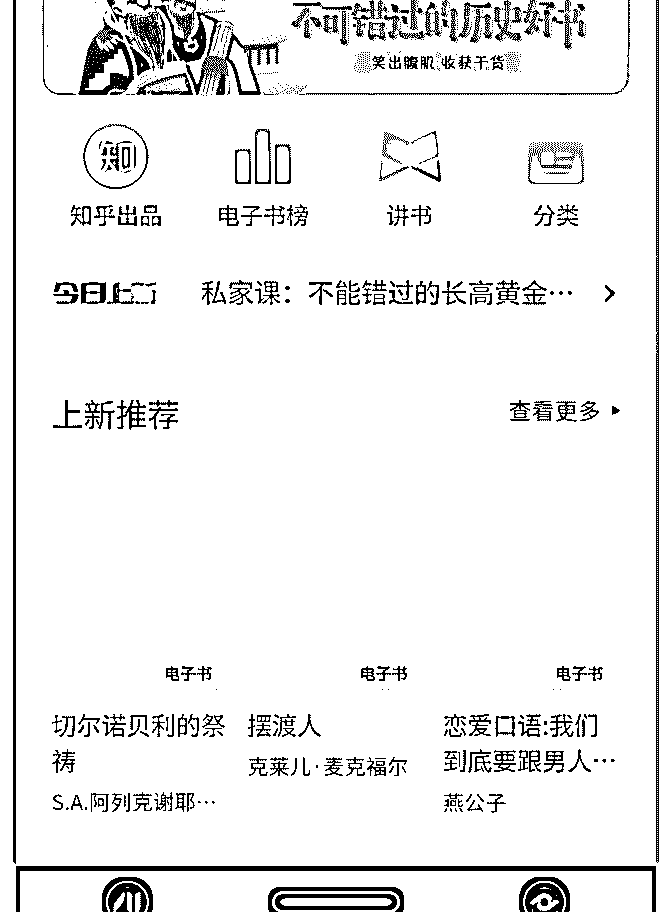 不可错过的历史好书
笑出腹肌 收获干货
知
知乎出品 电子书榜 讲书 分类
今日上新 私家课：不能错过的长高黄金…
上新推荐 查看更多
电子书 电子书 电子书
切尔诺贝利的祭 摆渡人 恋爱口语:我们
祷 克莱儿·麦克福尔 到底要跟男人…
S.A.阿列克谢耶… 燕公子